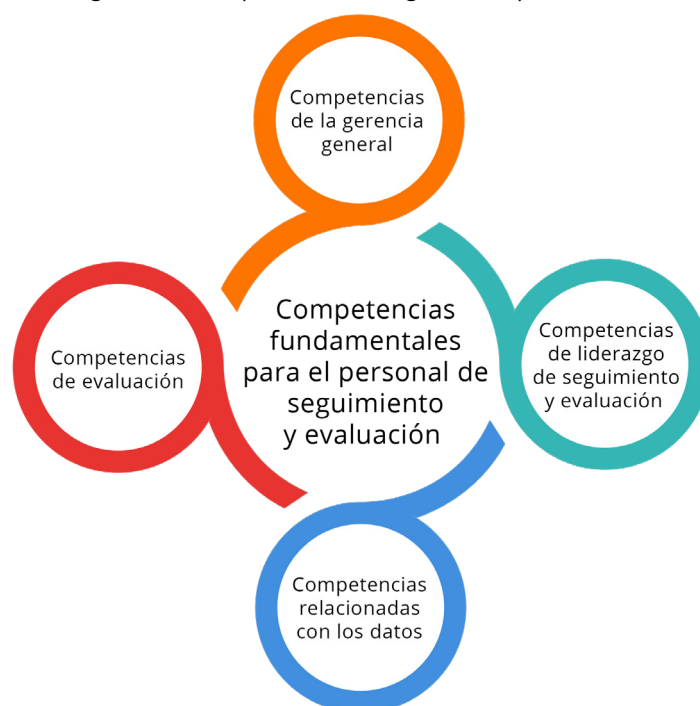 Competencias
de la gerencia
general
Competencias
fundamentales
para el personal de
seguimiento
y evaluación
Competencias
de liderazgo
de seguimiento
y evaluación
Competencias
de evaluación
Competencias
relacionadas
con los datos